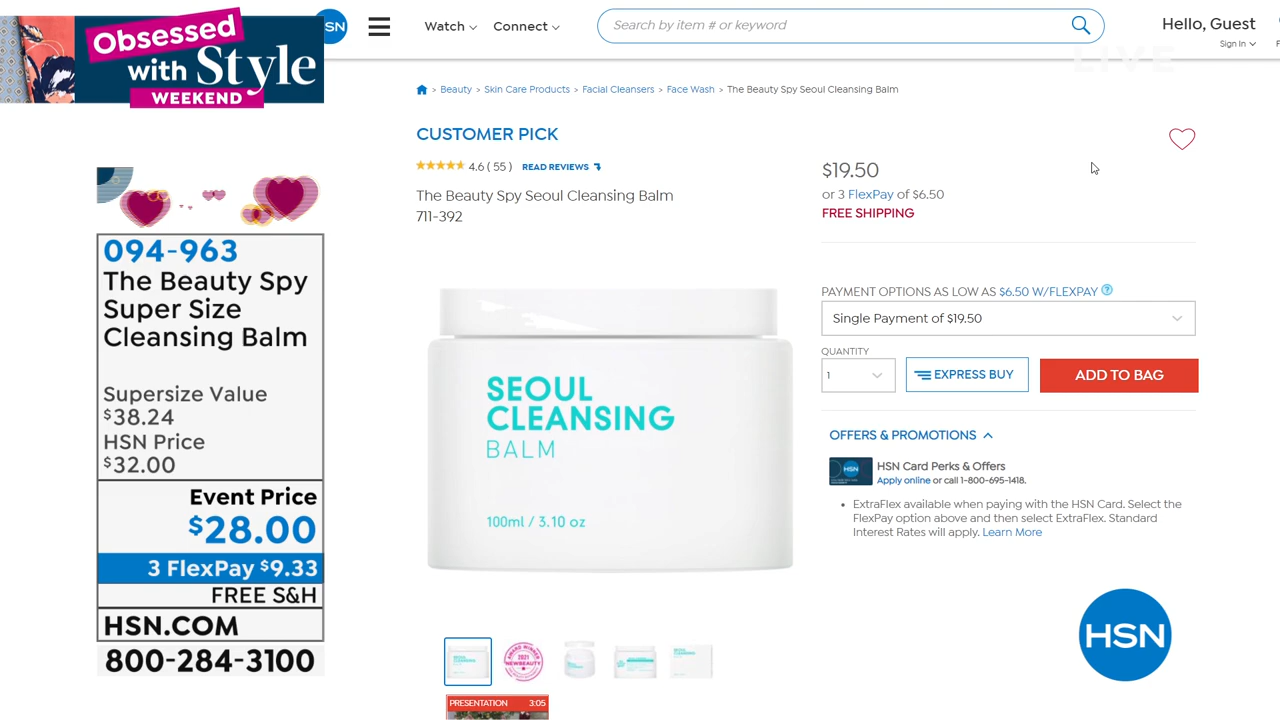 Obsessed
with Style
WEEKEND
SN
Watch
Connect
Search by item # or keyword
Hello, Guest
Sign In
LIVE
> Beauty > Skin Care Products > Facial Cleansers > Face Wash > The Beauty Spy Seoul Cleansing Balm
CUSTOMER PICK
4.6 ( 55 ) READ REVIEWS
The Beauty Spy Seoul Cleansing Balm
711-392
$19.50
or 3 FlexPay of $6.50
FREE SHIPPING
PAYMENT OPTIONS AS LOW AS $6.50 W/FLEXPAY ?
Single Payment of $19.50
QUANTITY
1
EXPRESS BUY
ADD TO BAG
OFFERS & PROMOTIONS
HSN
HSN Card Perks & Offers
Apply online or call 1-800-695-1418.
• ExtraFlex available when paying with the HSN Card. Select the
FlexPay option above and then select ExtraFlex. Standard
Interest Rates will apply. Learn More
094-963
The Beauty Spy
Super Size
Cleansing Balm
Supersize Value
$38.24
HSN Price
$32.00
Event Price
$28.00
3 FlexPay $9.33
FREE S&H
HSN.COM
800-284-3100
SEOUL
CLEANSING
BALM
100ml / 3.10 oz
AWARD WINNER
2021
NEWBEAUTY
PRESENTATION 3:05
HSN